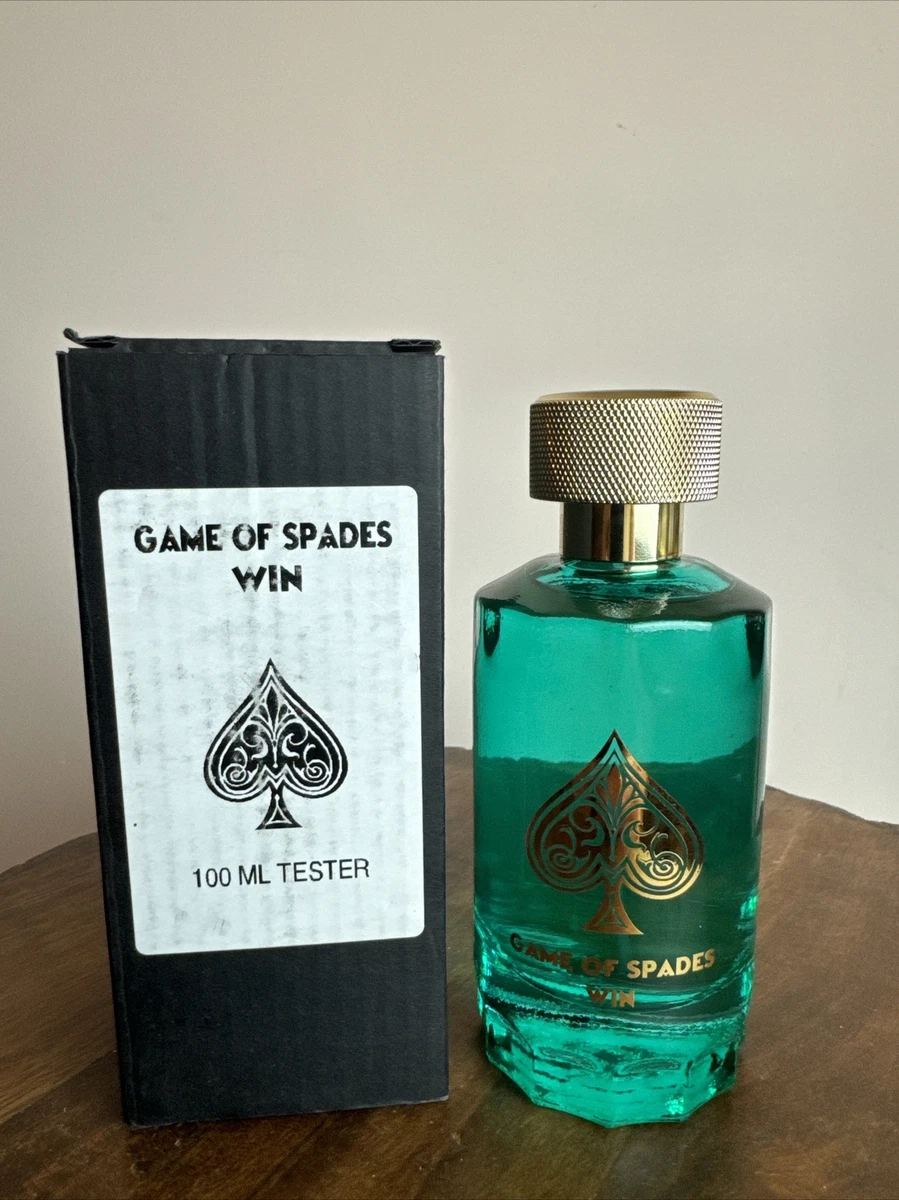 GAME OF SPADES
WIN
100 ML TESTER
GAME OF SPADES
WIN